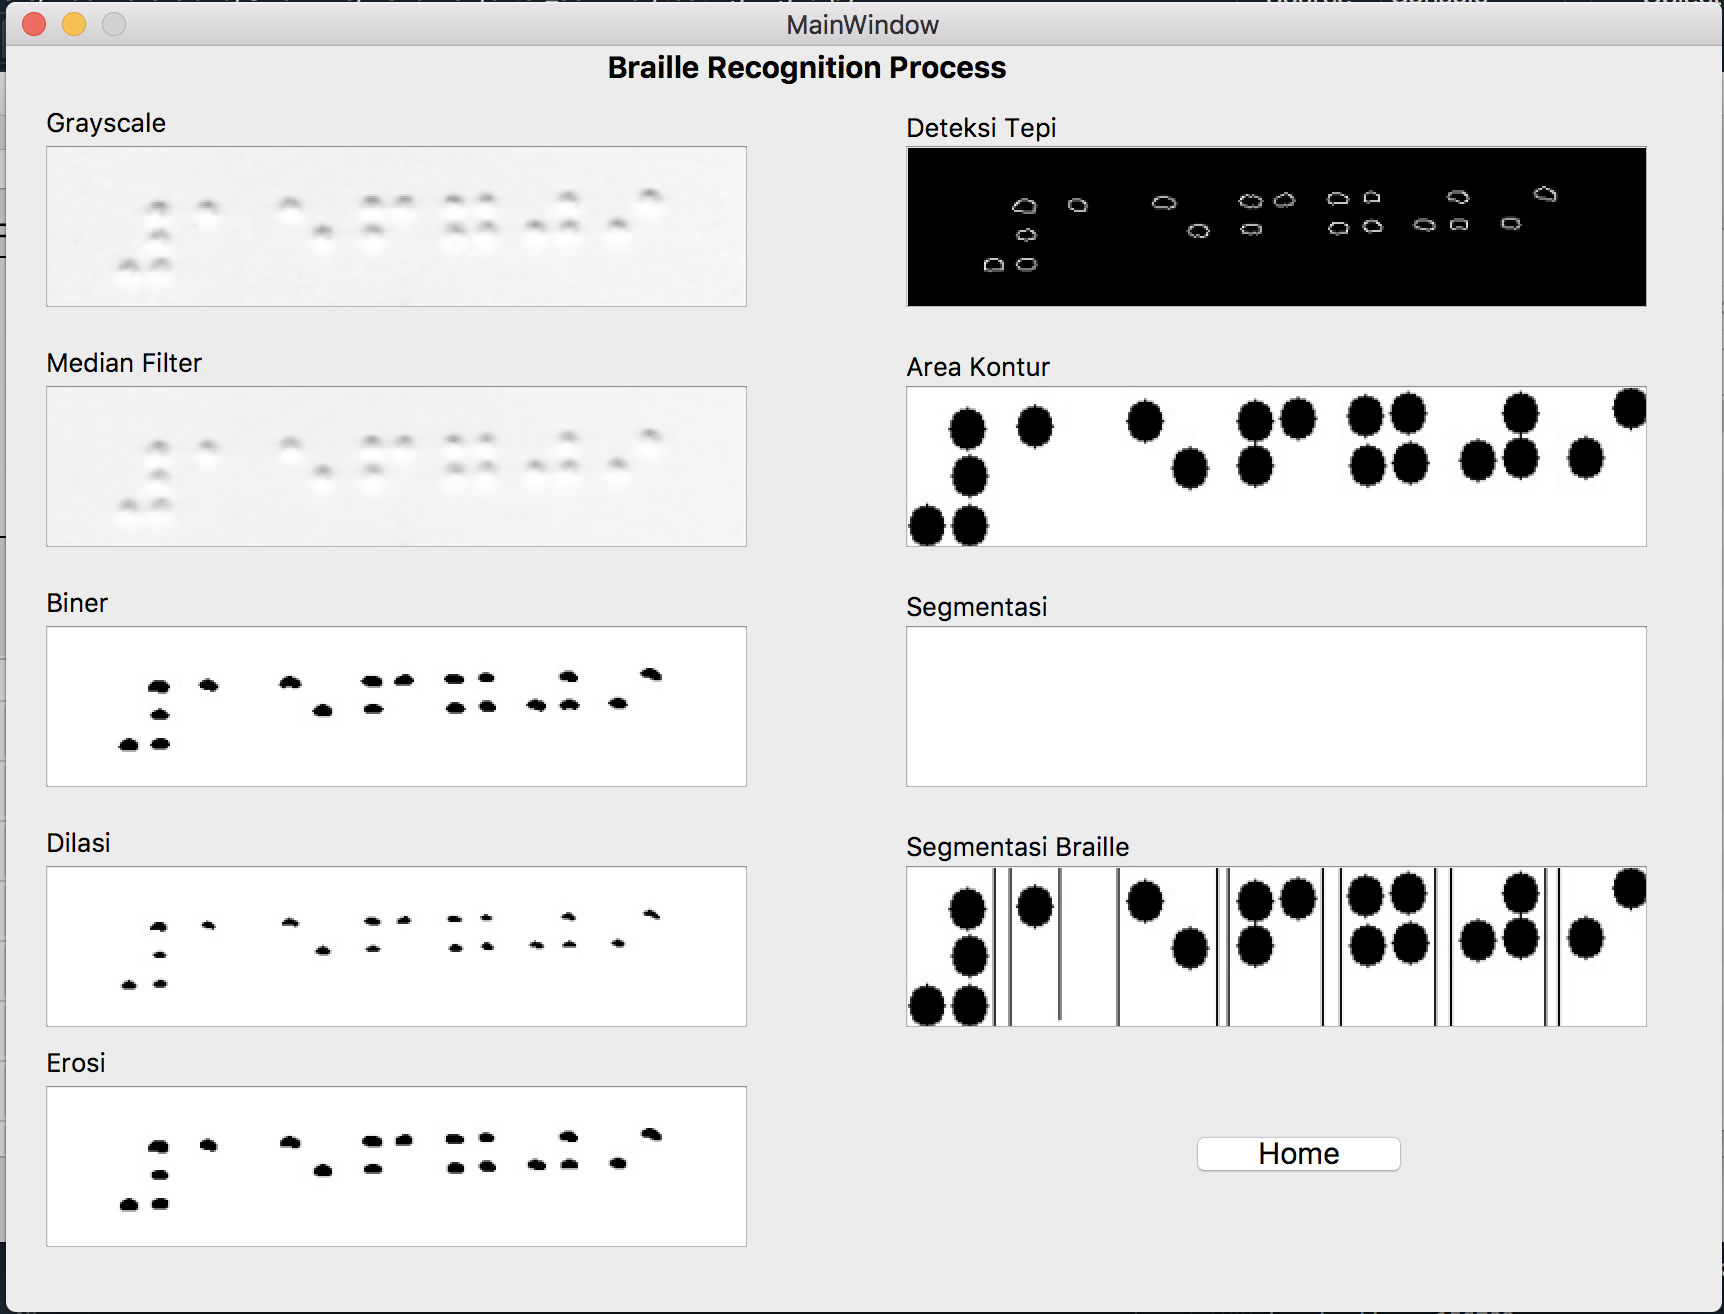 MainWindow
Braille Recognition Process
Grayscale
Median Filter
Biner
Dilasi
Erosi
Deteksi Tepi
Area Kontur
Segmentasi
Segmentasi Braille
Home